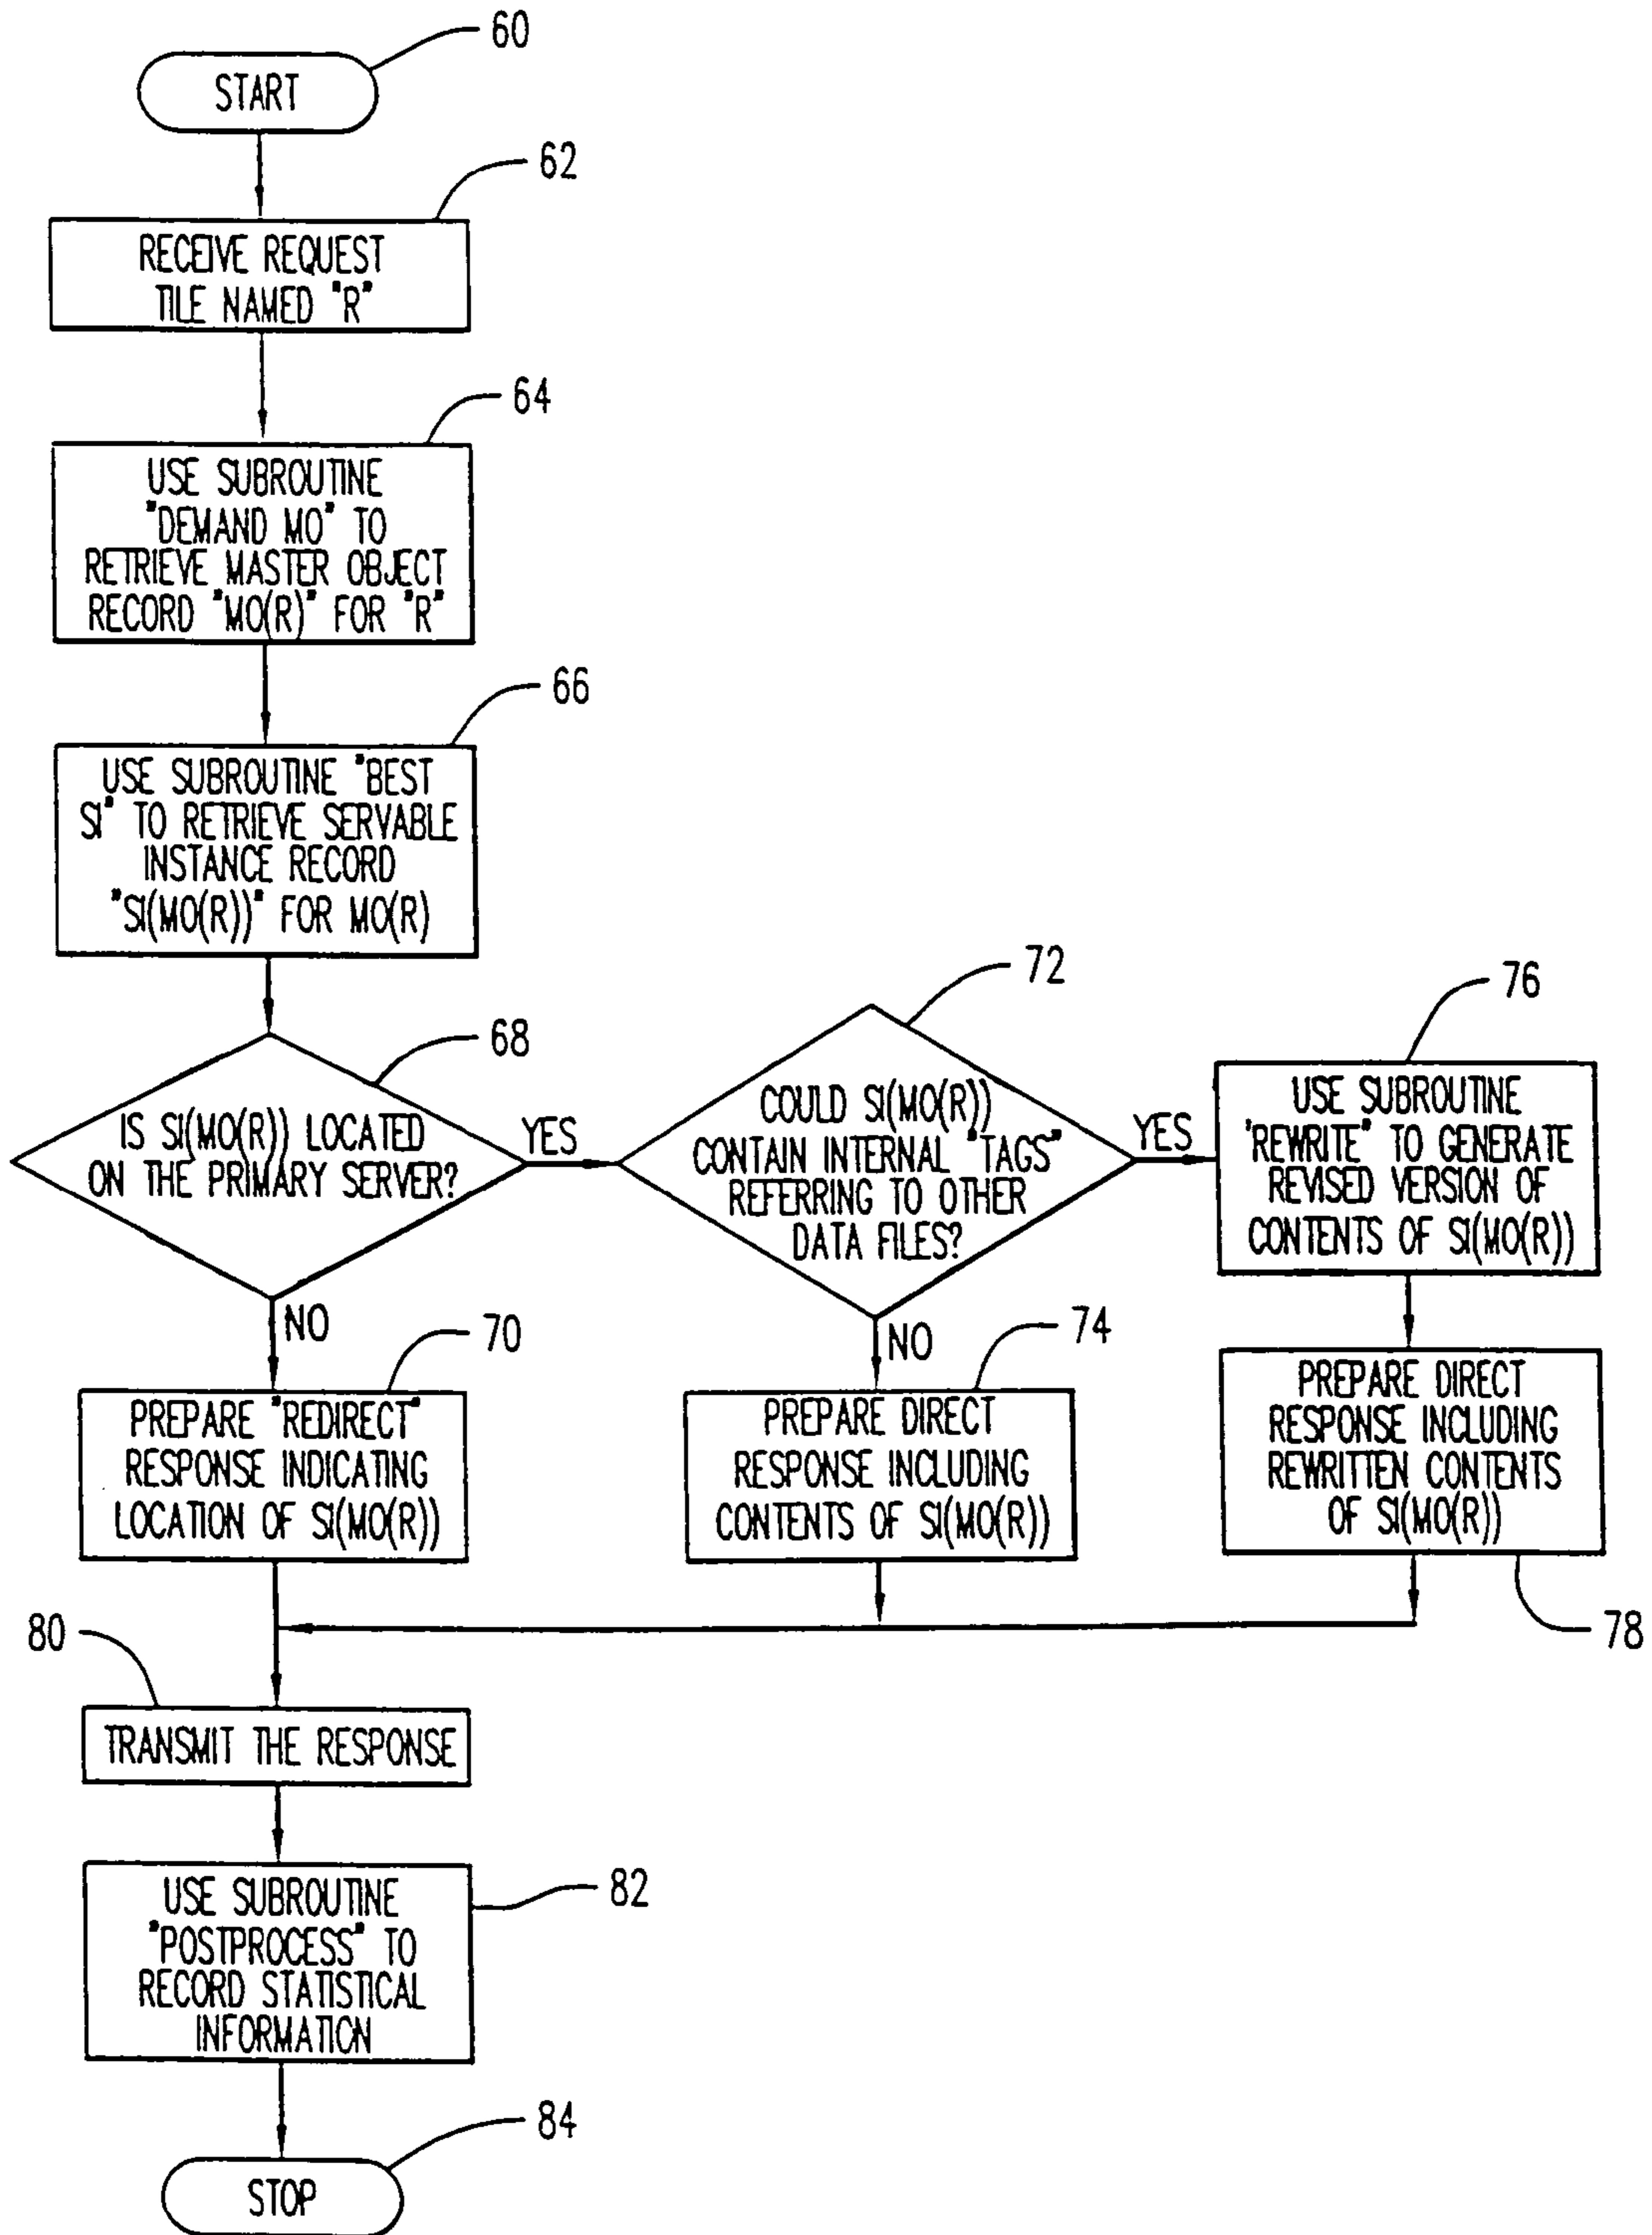 60
START
62
RECEIVE REQUEST
TILE NAMED "R"
64
USE SUBROUTINE
"DEMAND MO" TO
RETRIEVE MASTER OBJECT
RECORD "MO(R)" FOR "R"
66
USE SUBROUTINE "BEST
SI" TO RETRIEVE SERVABLE
INSTANCE RECORD
"SI(MO(R))" FOR MO(R)
68
IS SI(MO(R)) LOCATED
ON THE PRIMARY SERVER?
YES
NO
72
COULD SI(MO(R))
CONTAIN INTERNAL "TAGS"
REFERRING TO OTHER
DATA FILES?
YES
NO
76
USE SUBROUTINE
'REWRITE" TO GENERATE
REVISED VERSION OF
CONTENTS OF SI(MO(R))
70
PREPARE "REDIRECT"
RESPONSE INDICATING
LOCATION OF SI(MO(R))
74
PREPARE DIRECT
RESPONSE INCLUDING
CONTENTS OF SI(MO(R))
PREPARE DIRECT
RESPONSE INCLUDING
REWRITTEN CONTENTS
OF SI(MO(R))
78
80
TRANSMIT THE RESPONSE
82
USE SUBROUTINE
"POSTPROCESS" TO
RECORD STATISTICAL
INFORMATION
84
STOP